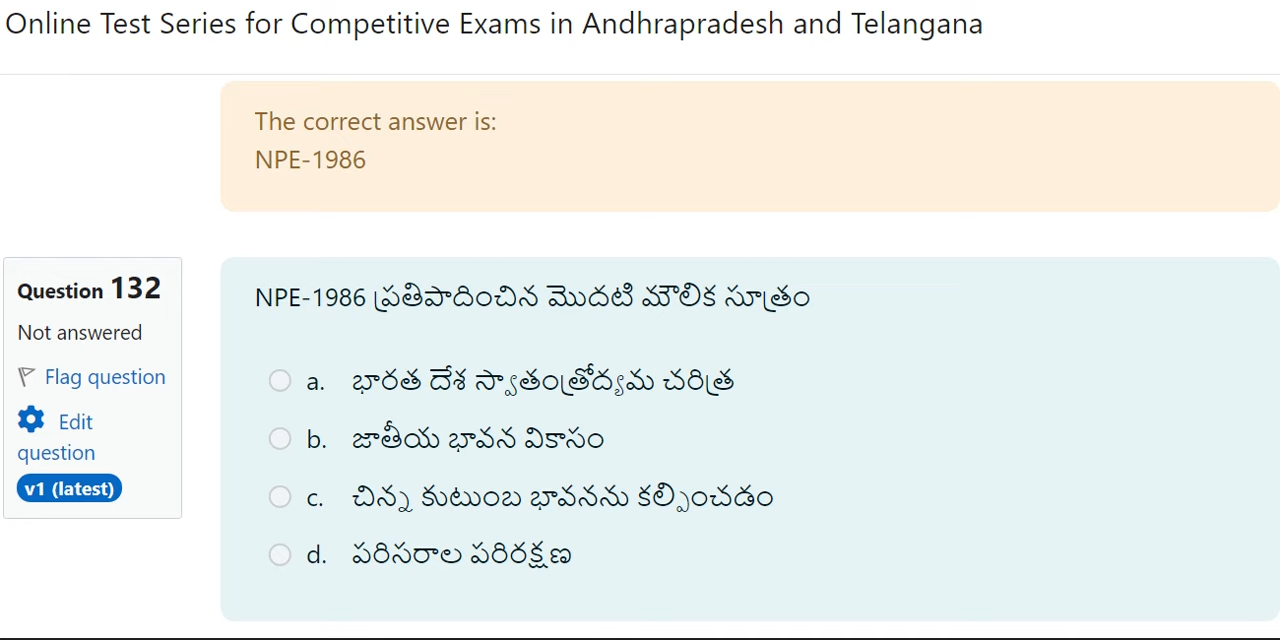 Online Test Series for Competitive Exams in Andhrapradesh and Telangana
The correct answer is:
NPE-1986
Question 132
Not answered
Flag question
Edit
question
v1 (latest)
NPE-1986 ప్రతిపాదించిన మొదటి మౌలిక సూత్రం
a. భారత దేశ స్వాతంత్రోద్యమ చరిత్ర
b. జాతీయ భావన వికాసం
c. చిన్న కుటుంబ భావనను కల్పించడం
d. పరిసరాల పరిరక్షణ